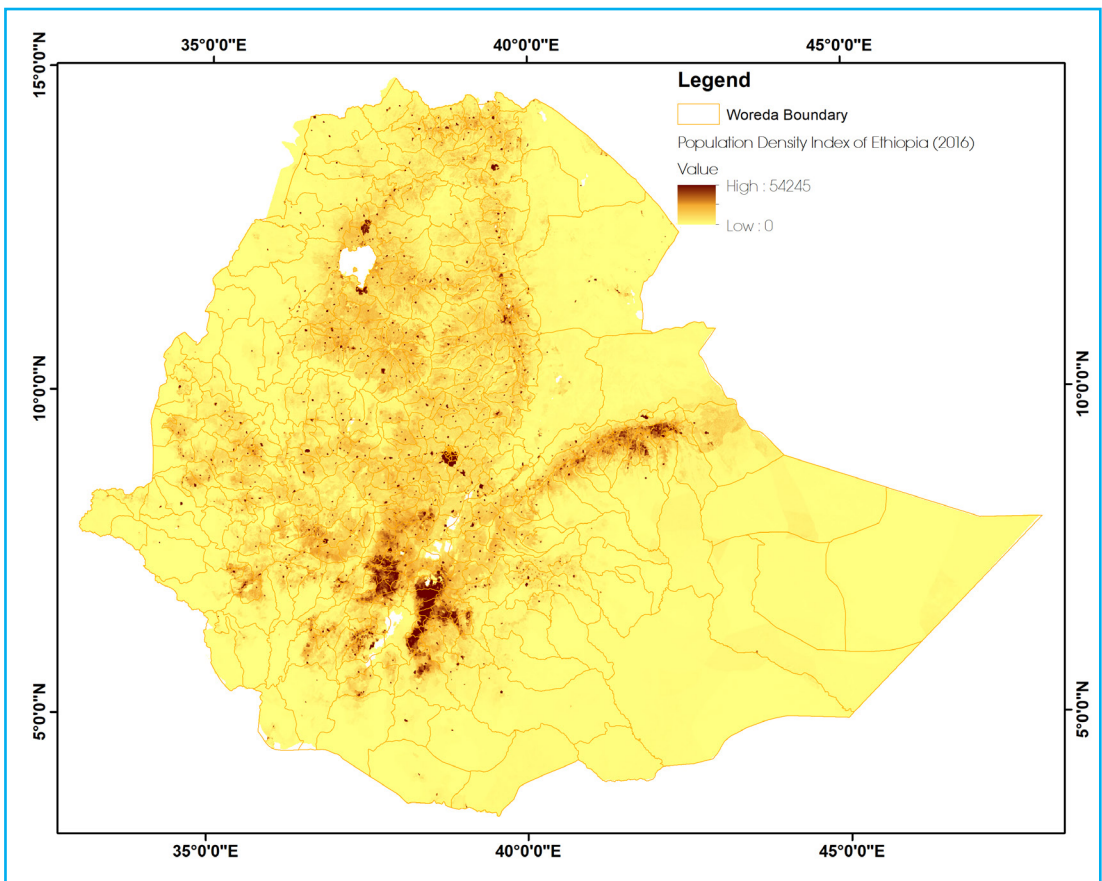 35°0'0"E 40°0'0"E 45°0'0"E
15°0'0"N
Legend
Woreda Boundary
Population Density Index of Ethiopia (2016)
Value
High : 54245
Low : 0
10°0'0"N 10°0'0"N
5°0'0"N 5°0'0"N
35°0'0"E 40°0'0"E 45°0'0"E